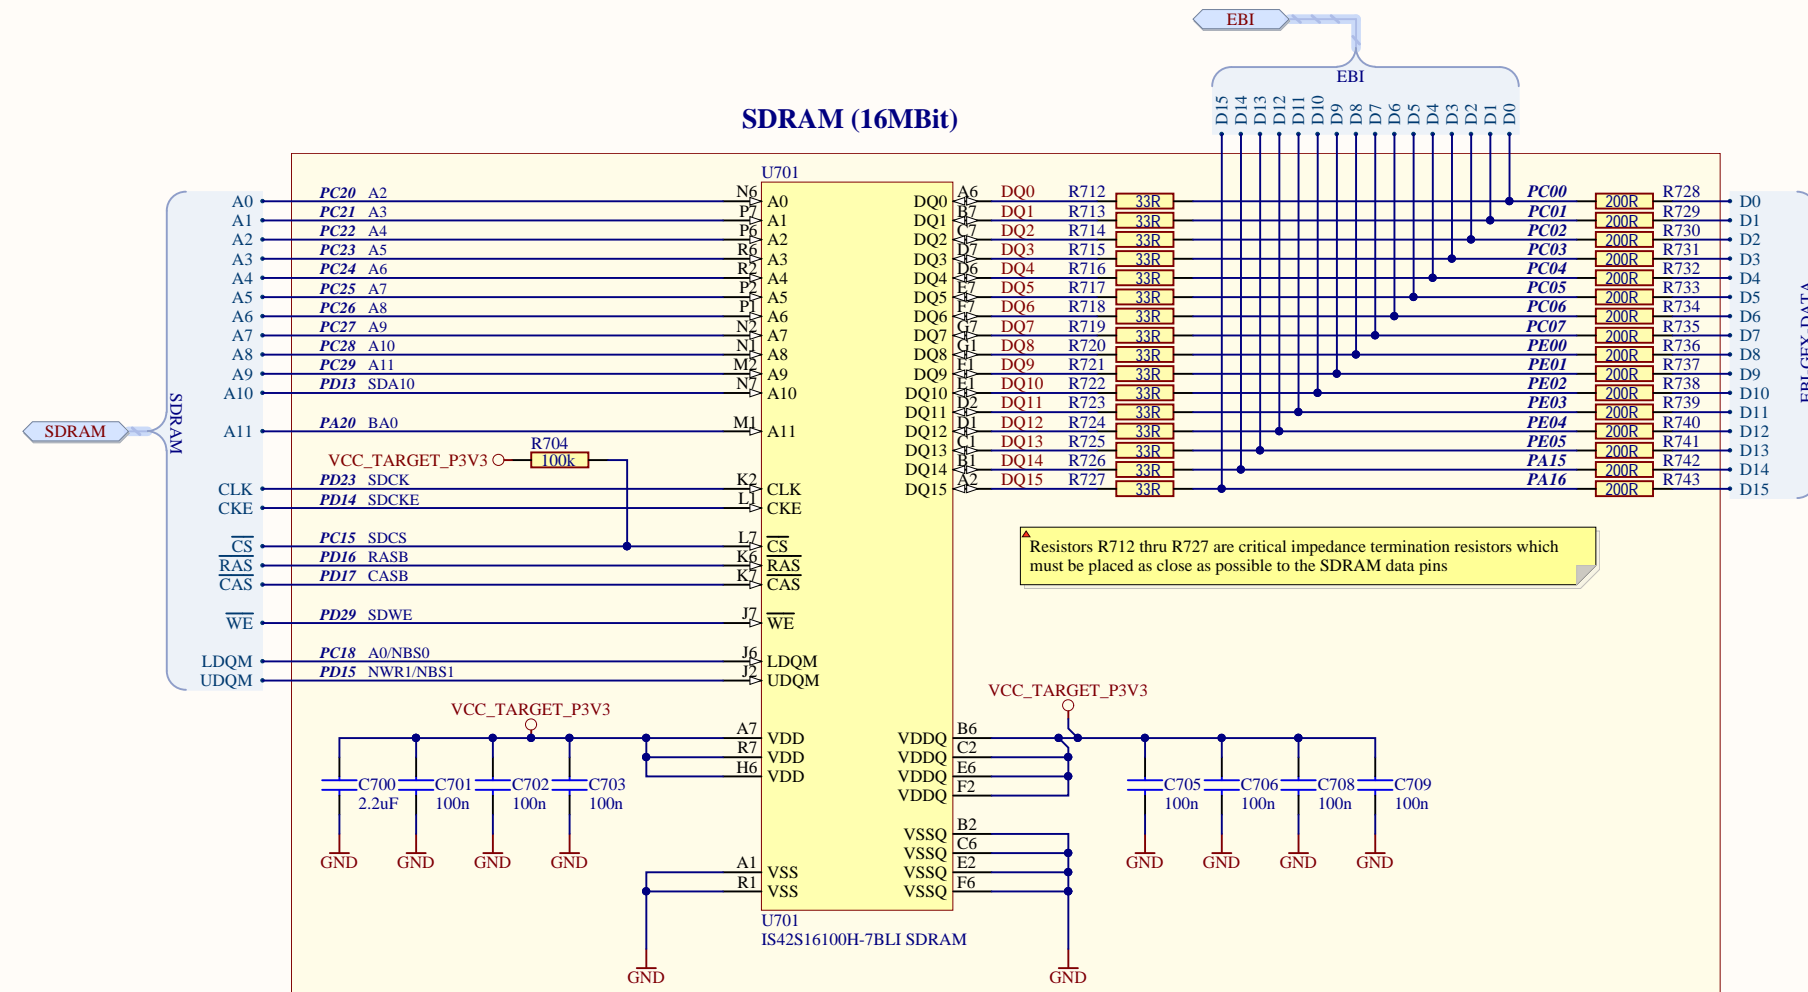 EBI
EBI
D15 D14 D13 D12 D11 D10 D9 D8 D7 D6 D5 D4 D3 D2 D1 D0
SDRAM (16MBit)
U701
A0 PC20 A2 N6 A0 DQ0 A6 DQ0 R712 33R PC00 200R R728 D0
A1 PC21 A3 P7 A1 DQ1 B7 DQ1 R713 33R PC01 200R R729 D1
A2 PC22 A4 P6 A2 DQ2 C7 DQ2 R714 33R PC02 200R R730 D2
A3 PC23 A5 R6 A3 DQ3 D7 DQ3 R715 33R PC03 200R R731 D3
A4 PC24 A6 R2 A4 DQ4 D6 DQ4 R716 33R PC04 200R R732 D4
A5 PC25 A7 P2 A5 DQ5 E7 DQ5 R717 33R PC05 200R R733 D5
A6 PC26 A8 P1 A6 DQ6 F7 DQ6 R718 33R PC06 200R R734 D6
A7 PC27 A9 N2 A7 DQ7 G7 DQ7 R719 33R PC07 200R R735 D7
A8 PC28 A10 N1 A8 DQ8 G1 DQ8 R720 33R PE00 200R R736 D8
A9 PC29 A11 M2 A9 DQ9 F1 DQ9 R721 33R PE01 200R R737 D9
A10 PD13 SDA10 N7 A10 DQ10 E1 DQ10 R722 33R PE02 200R R738 D10
DQ11 D2 DQ11 R723 33R PE03 200R R739 D11
SDRAM
SDRAM
A11 PA20 BA0 M1 A11 DQ12 D1 DQ12 R724 33R PE04 200R R740 D12
R704
DQ13 C1 DQ13 R725 33R PE05 200R R741 D13
VCC_TARGET_P3V3 100k
DQ14 B1 DQ14 R726 33R PA15 200R R742 D14
CLK PD23 SDCK K2 CLK DQ15 A2 DQ15 R727 33R PA16 200R R743 D15
CKE PD14 SDCKE L1 CKE
CS PC15 SDCS L7 CS
RAS PD16 RASB K6 RAS
CAS PD17 CASB K7 CAS
Resistors R712 thru R727 are critical impedance termination resistors which
must be placed as close as possible to the SDRAM data pins
WE PD29 SDWE J7 WE
LDQM PC18 A0/NBS0 J6 LDQM
UDQM PD15 NWR1/NBS1 J2 UDQM
VCC_TARGET_P3V3
VCC_TARGET_P3V3
A7 VDD VDDQ B6
R7 VDD VDDQ C2
H6 VDD VDDQ E6
VDDQ F2
C700 C701 C702 C703 C705 C706 C708 C709
2.2uF 100n 100n 100n 100n 100n 100n 100n
VSSQ B2
VSSQ C6
GND GND GND GND GND GND GND GND
A1 VSS VSSQ E2
R1 VSS VSSQ F6
U701
IS42S16100H-7BLI SDRAM
GND GND